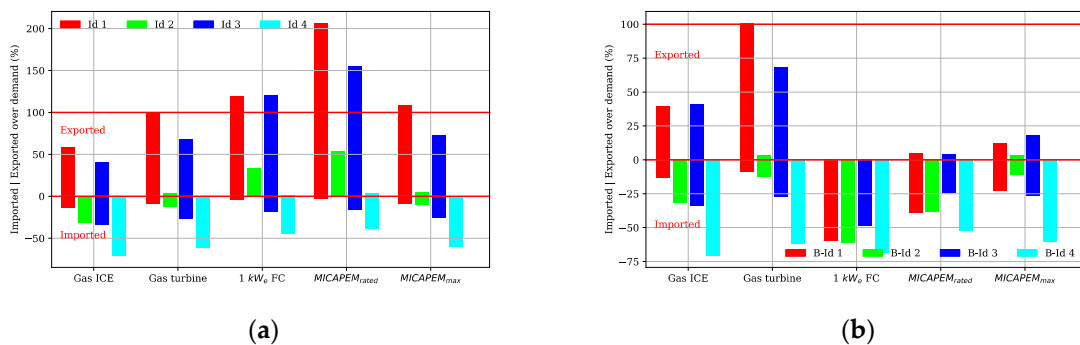 Id 1 Id 2 Id 3 Id 4
200
150
100
50
0
−50
Imported | Exported over demand (%)
Exported
Imported
Gas ICE Gas turbine 1 kWe FC MICAPEMrated MICAPEMmax
(a)
100
75
50
25
0
−25
−50
−75
Imported | Exported over demand (%)
Exported
Imported
B-Id 1 B-Id 2 B-Id 3 B-Id 4
Gas ICE Gas turbine 1 kWe FC MICAPEMrated MICAPEMmax
(b)